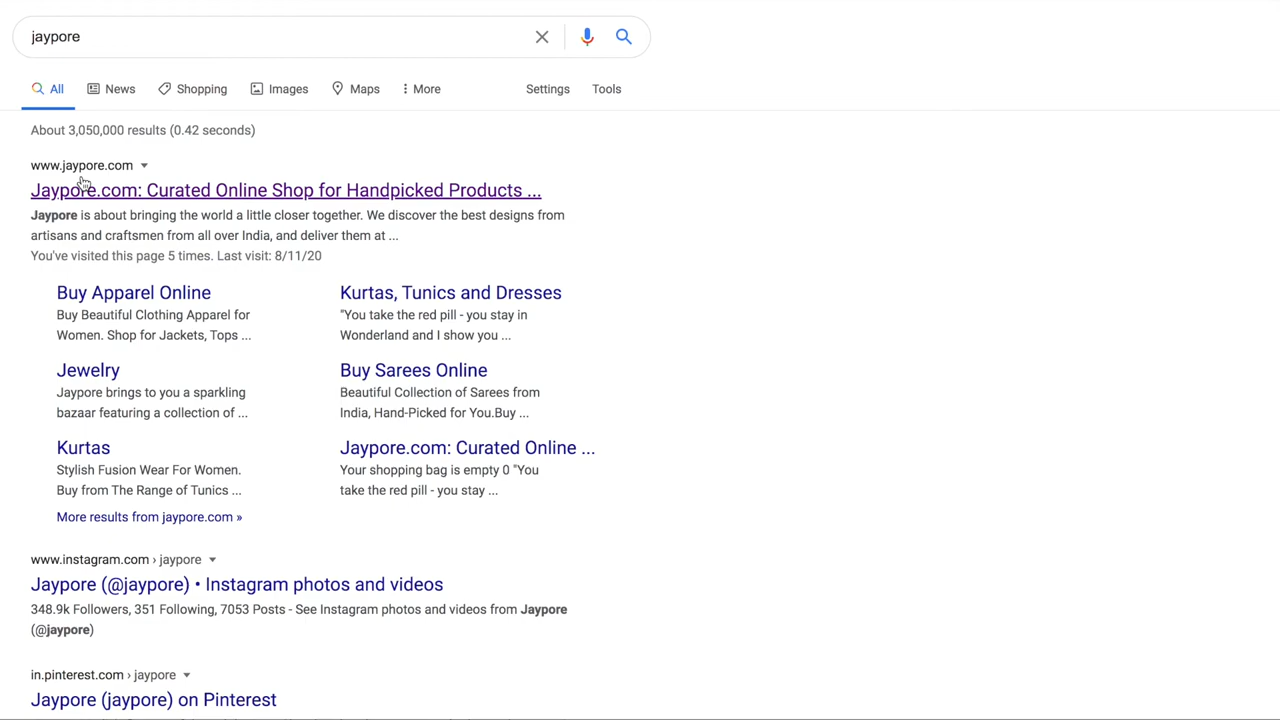 jaypore
All News Shopping Images Maps More Settings Tools
About 3,050,000 results (0.42 seconds)
www.jaypore.com
Jaypore.com: Curated Online Shop for Handpicked Products ...
Jaypore is about bringing the world a little closer together. We discover the best designs from
artisans and craftsmen from all over India, and deliver them at ...
You've visited this page 5 times. Last visit: 8/11/20
Buy Apparel Online
Buy Beautiful Clothing Apparel for
Women. Shop for Jackets, Tops ...
Kurtas, Tunics and Dresses
"You take the red pill - you stay in
Wonderland and I show you ...
Jewelry
Jaypore brings to you a sparkling
bazaar featuring a collection of ...
Buy Sarees Online
Beautiful Collection of Sarees from
India, Hand-Picked for You.Buy ...
Kurtas
Stylish Fusion Wear For Women.
Buy from The Range of Tunics ...
Jaypore.com: Curated Online ...
Your shopping bag is empty 0 "You
take the red pill - you stay ...
More results from jaypore.com »
www.instagram.com › jaypore
Jaypore (@jaypore) • Instagram photos and videos
348.9k Followers, 351 Following, 7053 Posts - See Instagram photos and videos from Jaypore
(@jaypore)
in.pinterest.com › jaypore
Jaypore (jaypore) on Pinterest